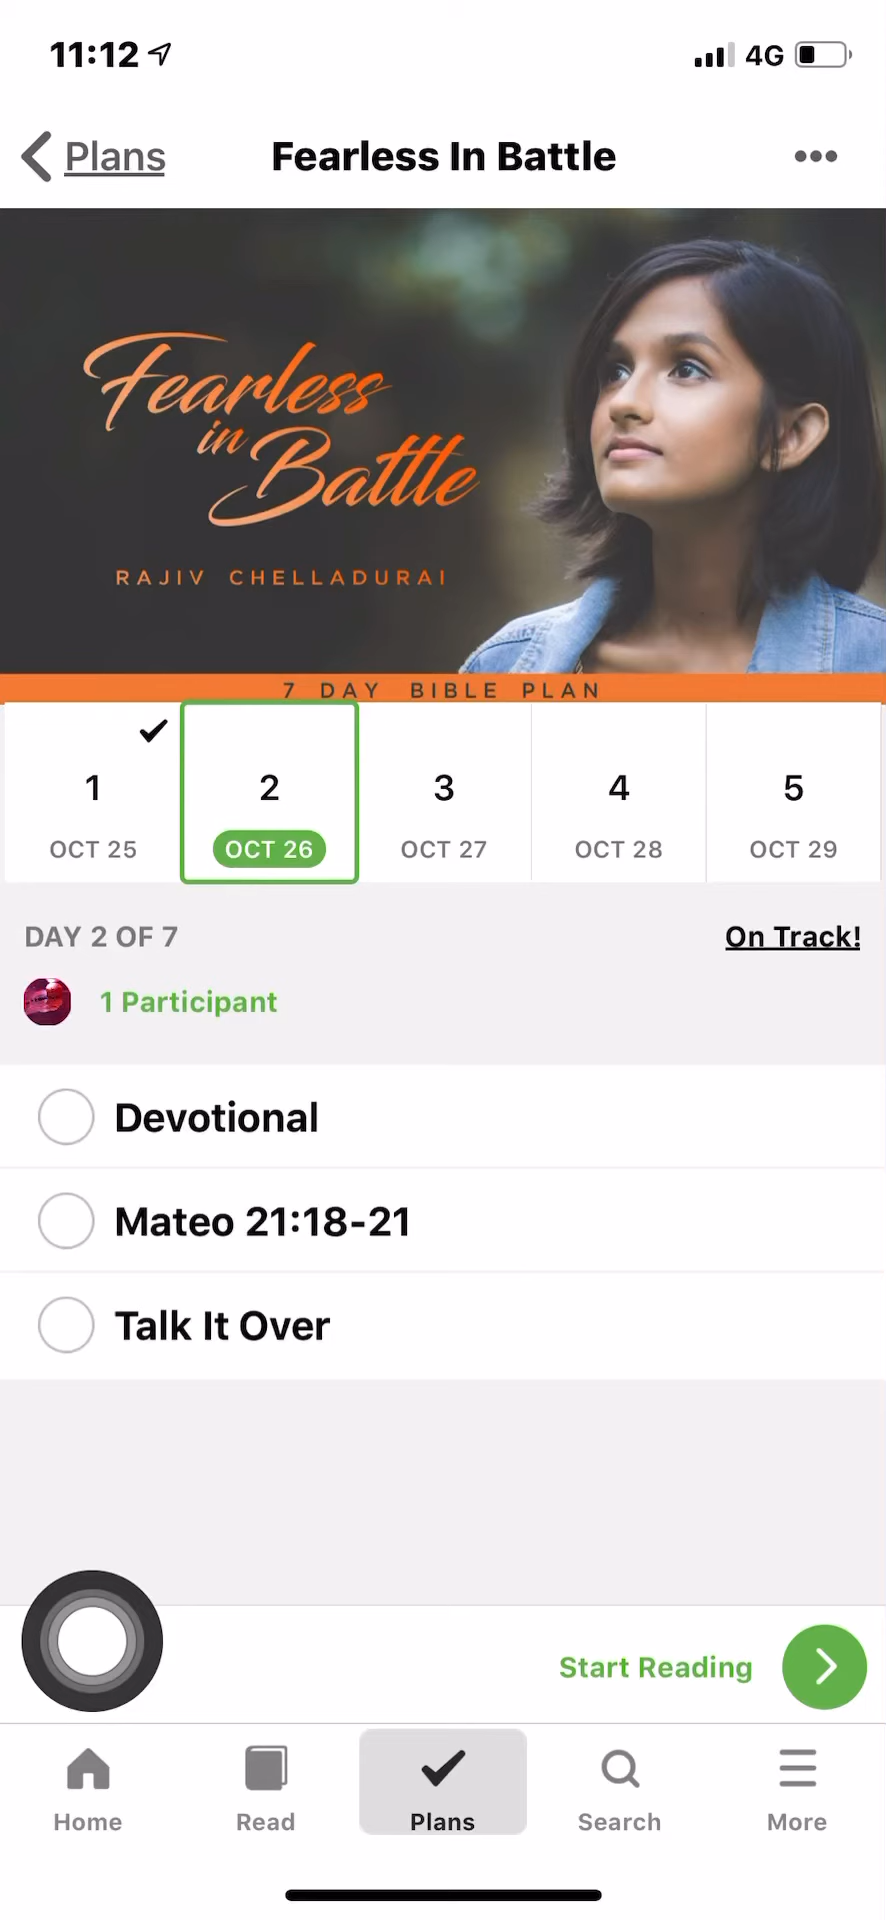 11:12
4G
Plans
Fearless In Battle
Fearless
in
Battle
RAJIV CHELLADURAI
7 DAY BIBLE PLAN
1 2 3 4 5
OCT 25 OCT 26 OCT 27 OCT 28 OCT 29
DAY 2 OF 7 On Track!
1 Participant
Devotional
Mateo 21:18-21
Talk It Over
Start Reading
Home Read Plans Search More